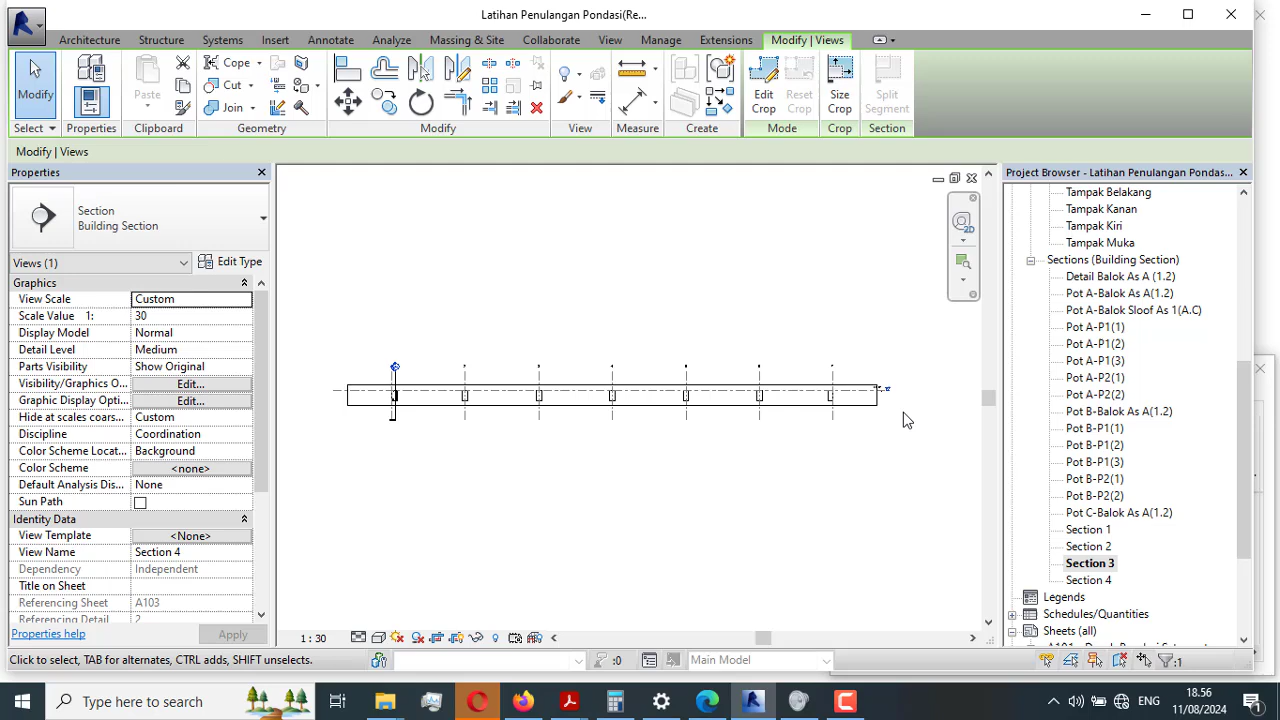 Latihan Penulangan Pondasi(Re...
Architecture Structure Systems Insert Annotate Analyze Massing & Site Collaborate View Manage Extensions Modify | Views
Modify
Paste
Cope
Cut
Join
Edit Crop
Reset Crop
Size Crop
Split Segment
Select Properties Clipboard Geometry Modify View Measure Create Mode Crop Section
Modify | Views
Properties
Section
Building Section
Views (1)
Edit Type
Graphics
View Scale Custom
Scale Value 1: 30
Display Model Normal
Detail Level Medium
Parts Visibility Show Original
Visibility/Graphics O... Edit...
Graphic Display Opti... Edit...
Hide at scales coars... Custom
Discipline Coordination
Color Scheme Locat... Background
Color Scheme <none>
Default Analysis Dis... None
Sun Path
Identity Data
View Template <None>
View Name Section 4
Dependency Independent
Title on Sheet
Referencing Sheet A103
Referencing Detail 2
Properties help
Apply
2D
1 : 30
Project Browser - Latihan Penulangan Pondas...
Tampak Belakang
Tampak Kanan
Tampak Kiri
Tampak Muka
Sections (Building Section)
Detail Balok As A (1.2)
Pot A-Balok As A(1.2)
Pot A-Balok Sloof As 1(A.C)
Pot A-P1(1)
Pot A-P1(2)
Pot A-P1(3)
Pot A-P2(1)
Pot A-P2(2)
Pot B-Balok As A(1.2)
Pot B-P1(1)
Pot B-P1(2)
Pot B-P1(3)
Pot B-P2(1)
Pot B-P2(2)
Pot C-Balok As A(1.2)
Section 1
Section 2
Section 3
Section 4
Legends
Schedules/Quantities
Sheets (all)
Click to select, TAB for alternates, CTRL adds, SHIFT unselects.
:0
Main Model
:1
Type here to search
ENG
18.56
11/08/2024